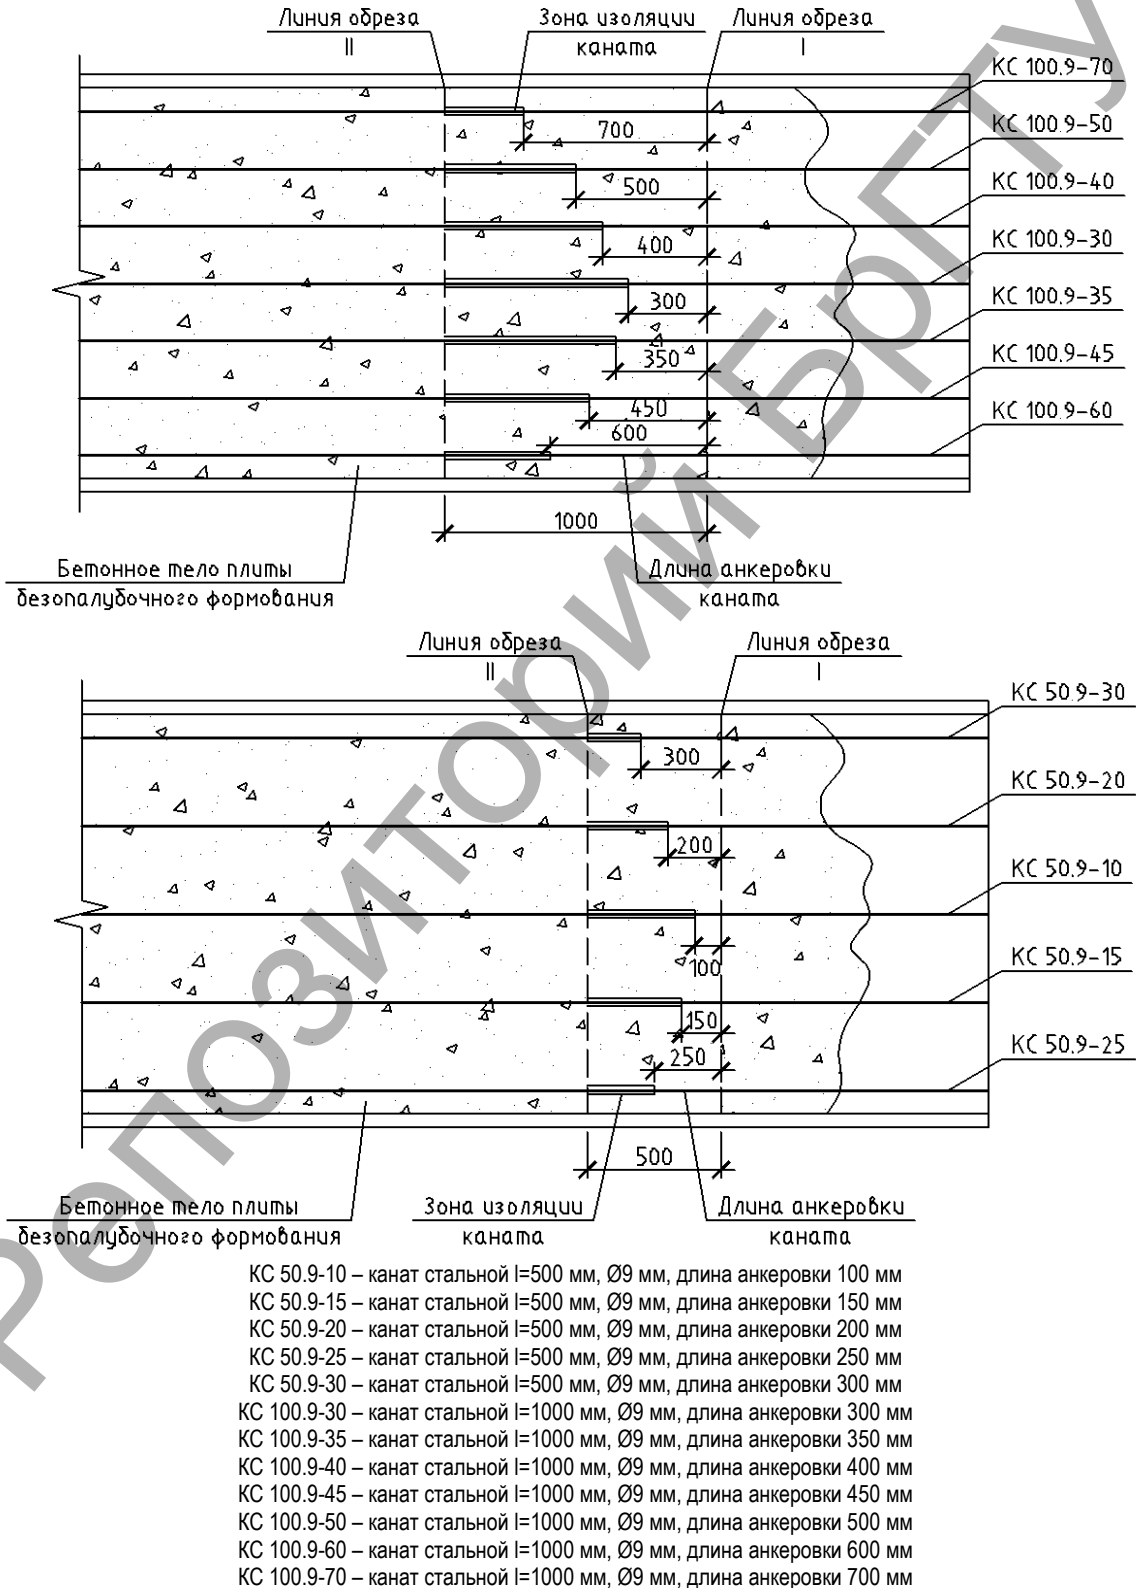 Линия обреза
II
Зона изоляции
каната
Линия обреза
I
КС 100.9–70
КС 100.9–50
КС 100.9–40
КС 100.9–30
КС 100.9–35
КС 100.9–45
КС 100.9–60
700
500
400
300
350
450
600
1000
Бетонное тело плиты
безопалубочного формования
Длина анкеровки
каната
Линия обреза
II
Линия обреза
I
КС 50.9–30
КС 50.9–20
КС 50.9–10
КС 50.9–15
КС 50.9–25
300
200
100
150
250
500
Бетонное тело плиты
безопалубочного формования
Зона изоляции
каната
Длина анкеровки
каната
КС 50.9-10 – канат стальной l=500 мм, Ø9 мм, длина анкеровки 100 мм
КС 50.9-15 – канат стальной l=500 мм, Ø9 мм, длина анкеровки 150 мм
КС 50.9-20 – канат стальной l=500 мм, Ø9 мм, длина анкеровки 200 мм
КС 50.9-25 – канат стальной l=500 мм, Ø9 мм, длина анкеровки 250 мм
КС 50.9-30 – канат стальной l=500 мм, Ø9 мм, длина анкеровки 300 мм
КС 100.9-30 – канат стальной l=1000 мм, Ø9 мм, длина анкеровки 300 мм
КС 100.9-35 – канат стальной l=1000 мм, Ø9 мм, длина анкеровки 350 мм
КС 100.9-40 – канат стальной l=1000 мм, Ø9 мм, длина анкеровки 400 мм
КС 100.9-45 – канат стальной l=1000 мм, Ø9 мм, длина анкеровки 450 мм
КС 100.9-50 – канат стальной l=1000 мм, Ø9 мм, длина анкеровки 500 мм
КС 100.9-60 – канат стальной l=1000 мм, Ø9 мм, длина анкеровки 600 мм
КС 100.9-70 – канат стальной l=1000 мм, Ø9 мм, длина анкеровки 700 мм
Репозиторий БрГТУ